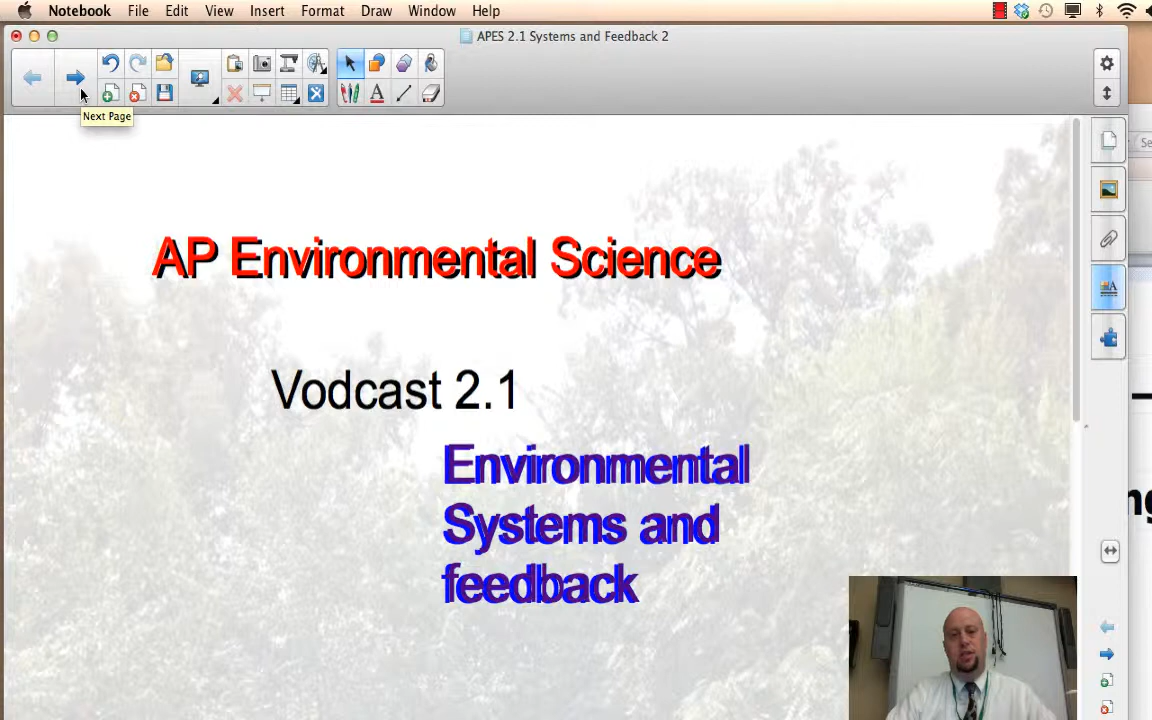 Notebook File Edit View Insert Format Draw Window Help
APES 2.1 Systems and Feedback 2
Next Page
AP Environmental Science
Vodcast 2.1
Environmental
Systems and
feedback